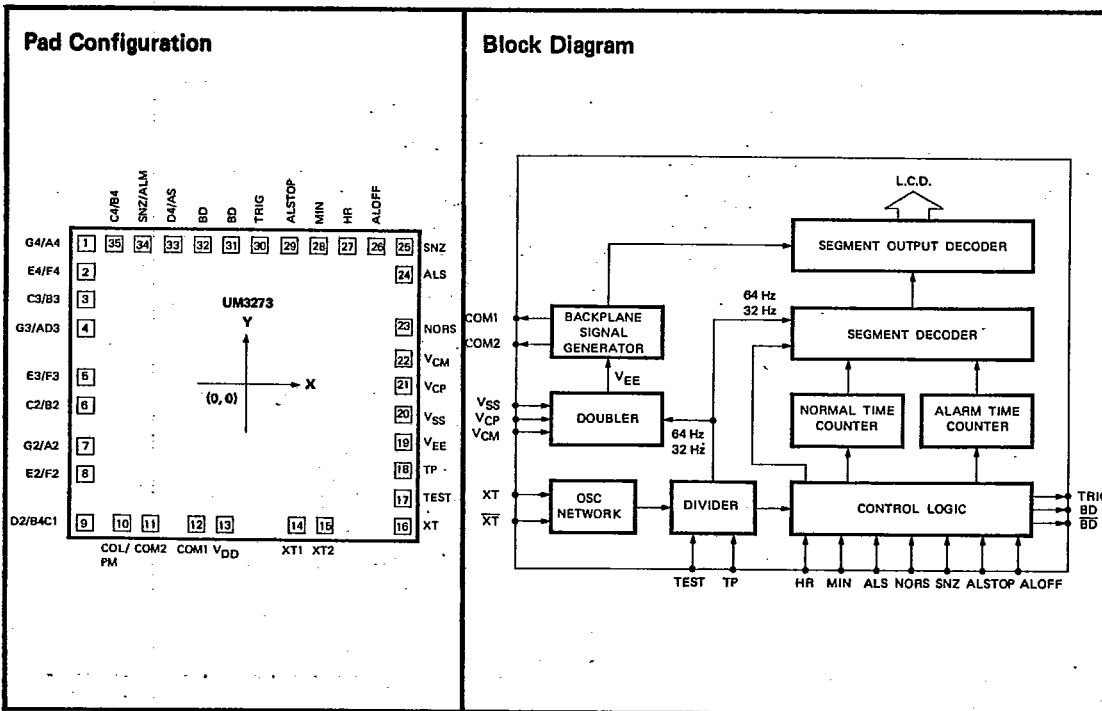 Pad Configuration
C4/B4
SNZ/ALM
D4/AS
BD
BD
TRIG
ALSTOP
MIN
HR
ALOFF
G4/A4 1 35 34 33 32 31 30 29 28 27 26 25 SNZ
E4/F4 2 24 ALS
C3/B3 3
UM3273
Y
G3/AD3 4 23 NORS
22 VCM
E3/F3 5 X 21 VCP
(0, 0)
C2/B2 6 20 VSS
G2/A2 7 19 VEE
E2/F2 8 18 TP
17 TEST
D2/B4C1 9 10 11 12 13 14 15 16 XT
COL/PM COM2 COM1 VDD XT1 XT2
Block Diagram
L.C.D.
SEGMENT OUTPUT DECODER
64 Hz
32 Hz
COM1
COM2
BACKPLANE
SIGNAL
GENERATOR
SEGMENT DECODER
VEE
VSS
VCP
VCM
DOUBLER
64 Hz
32 Hz
NORMAL TIME
COUNTER
ALARM TIME
COUNTER
XT
X̅T̅
OSC
NETWORK
DIVIDER
CONTROL LOGIC
TRIG
BD
B̅D̅
TEST TP HR MIN ALS NORS SNZ ALSTOP ALOFF